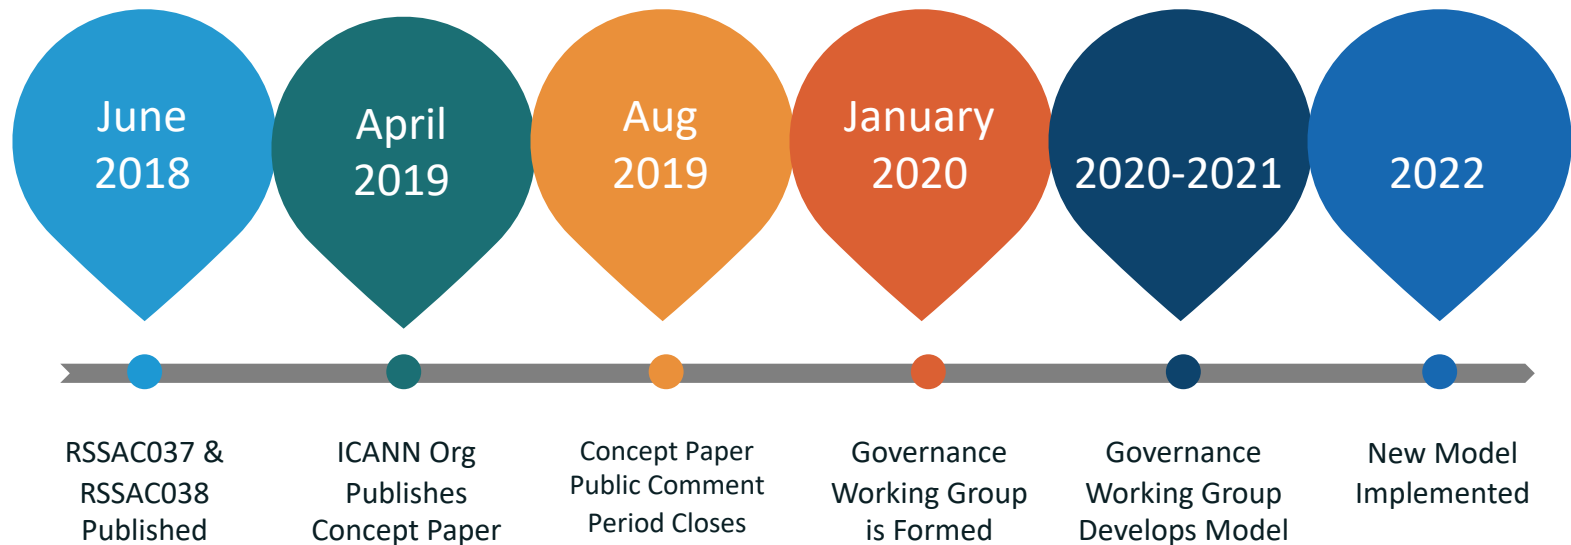 June
2018
April
2019
Aug
2019
January
2020
2020-2021
2022
RSSAC037 &
RSSAC038
Published
ICANN Org
Publishes
Concept Paper
Concept Paper
Public Comment
Period Closes
Governance
Working Group
is Formed
Governance
Working Group
Develops Model
New Model
Implemented